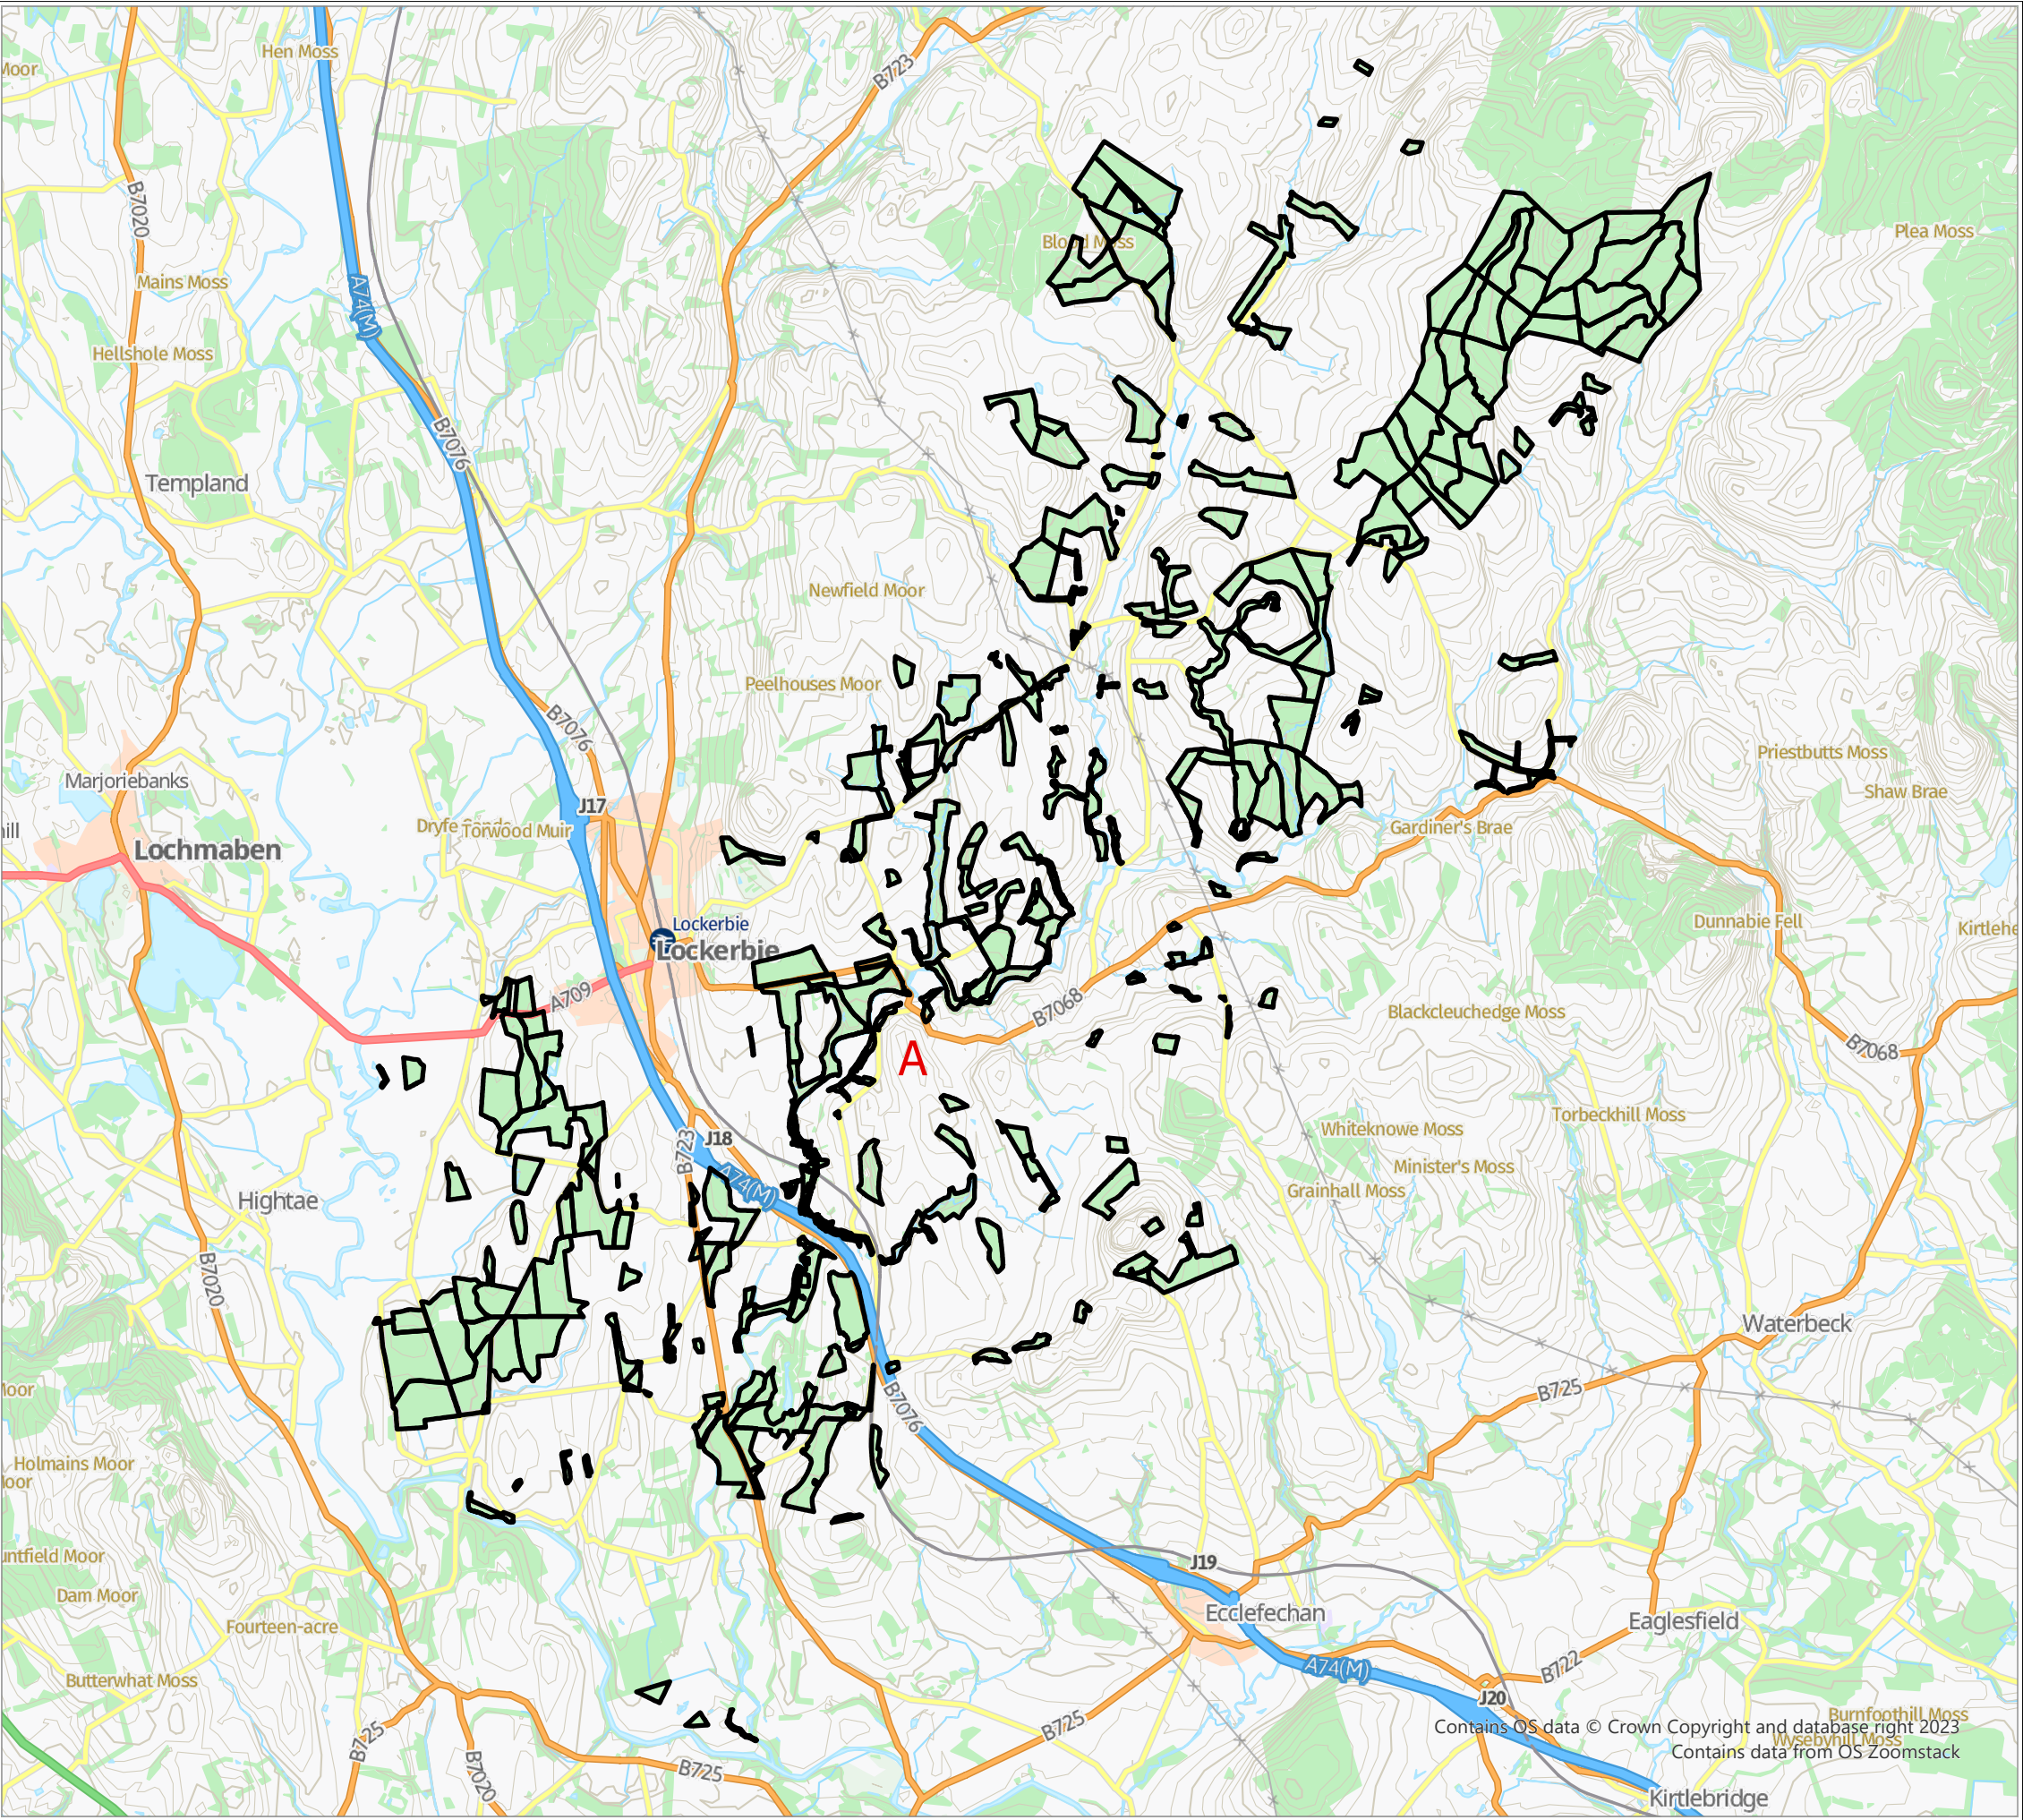 Hen Moss
Moor
B723
B7020
Plea Moss
Blood Moss
Mains Moss
A74(M)
Hellshole Moss
B7076
Templand
Newfield Moor
Peelhouses Moor
B7076
Priestbutts Moss
Marjoriebanks
Shaw Brae
J17
hill
Torwood Muir
Gardiner's Brae
Lochmaben
Lockerbie
Dunnabie Fell
Kirtlehe
Lockerbie
A709
B7068
Blackcleuchedge Moss
B7068
A
Torbeckhill Moss
Whiteknowe Moss
J18
B723
Minister's Moss
A74(M)
Grainhall Moss
Hightae
B7020
Waterbeck
Moor
B725
B7076
Holmains Moor
oor
untfield Moor
J19
Dam Moor
Ecclefechan
Eaglesfield
Fourteen-acre
A74(M)
B722
Butterwhat Moss
J20
Burnfoothill Moss
B725
Contains OS data © Crown Copyright and database right 2023
Wysebyhill Moss
B725
Contains data from OS Zoomstack
B7020
B725
Kirtlebridge